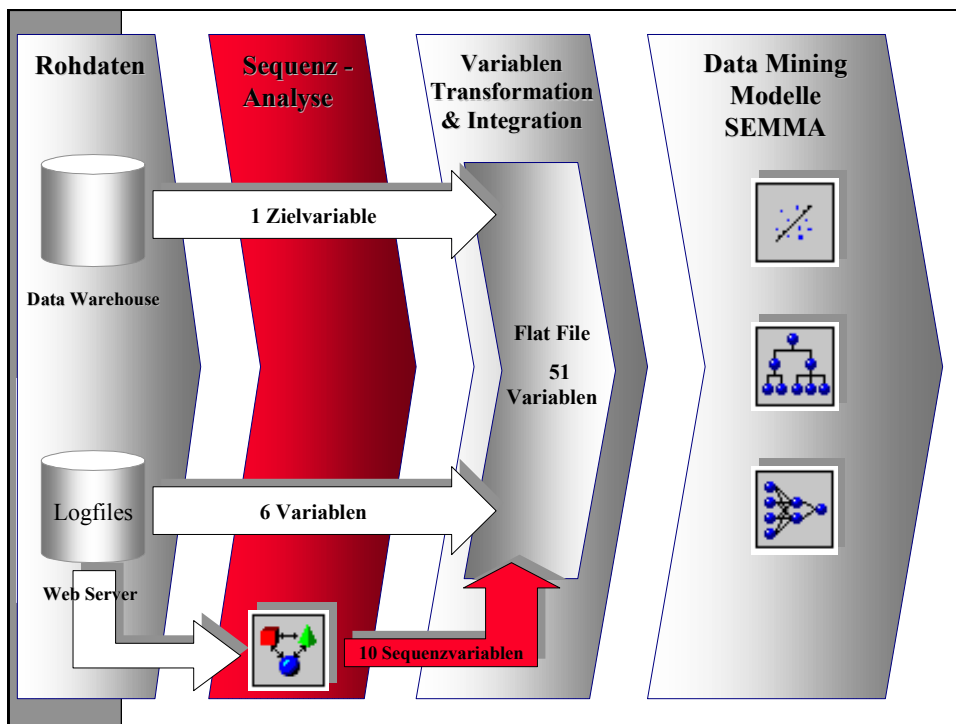 Rohdaten
Sequenz -
Analyse
Variablen
Transformation
& Integration
Data Mining
Modelle
SEMMA
1 Zielvariable
Data Warehouse
Flat File
51
Variablen
Logfiles
6 Variablen
Web Server
10 Sequenzvariablen